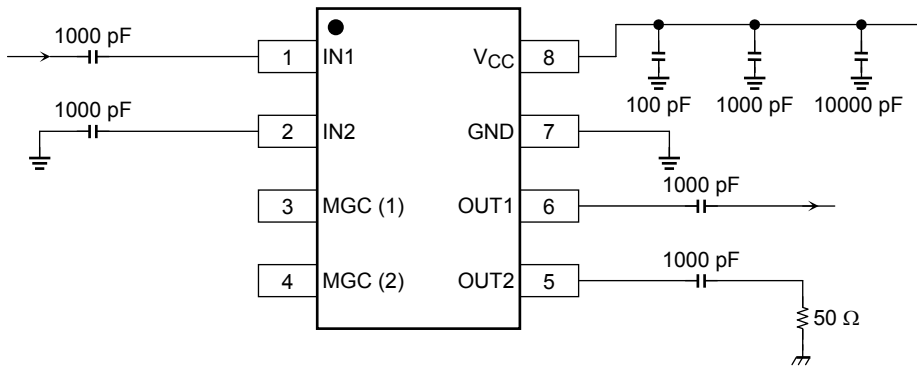 1000 pF
1 IN1
VCC 8
100 pF 1000 pF 10000 pF
1000 pF
2 IN2
GND 7
3 MGC (1)
OUT1 6
1000 pF
4 MGC (2)
OUT2 5
1000 pF
50 Ω